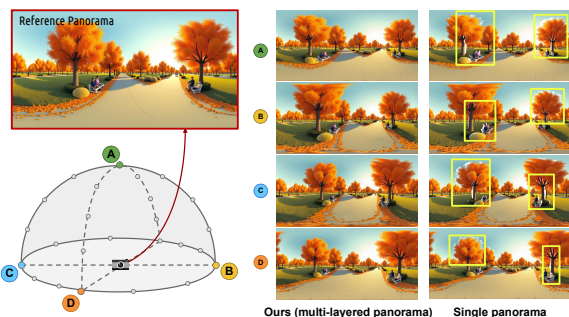 Reference Panorama
A
B
C
D
A
C
B
D
Ours (multi-layered panorama)
Single panorama